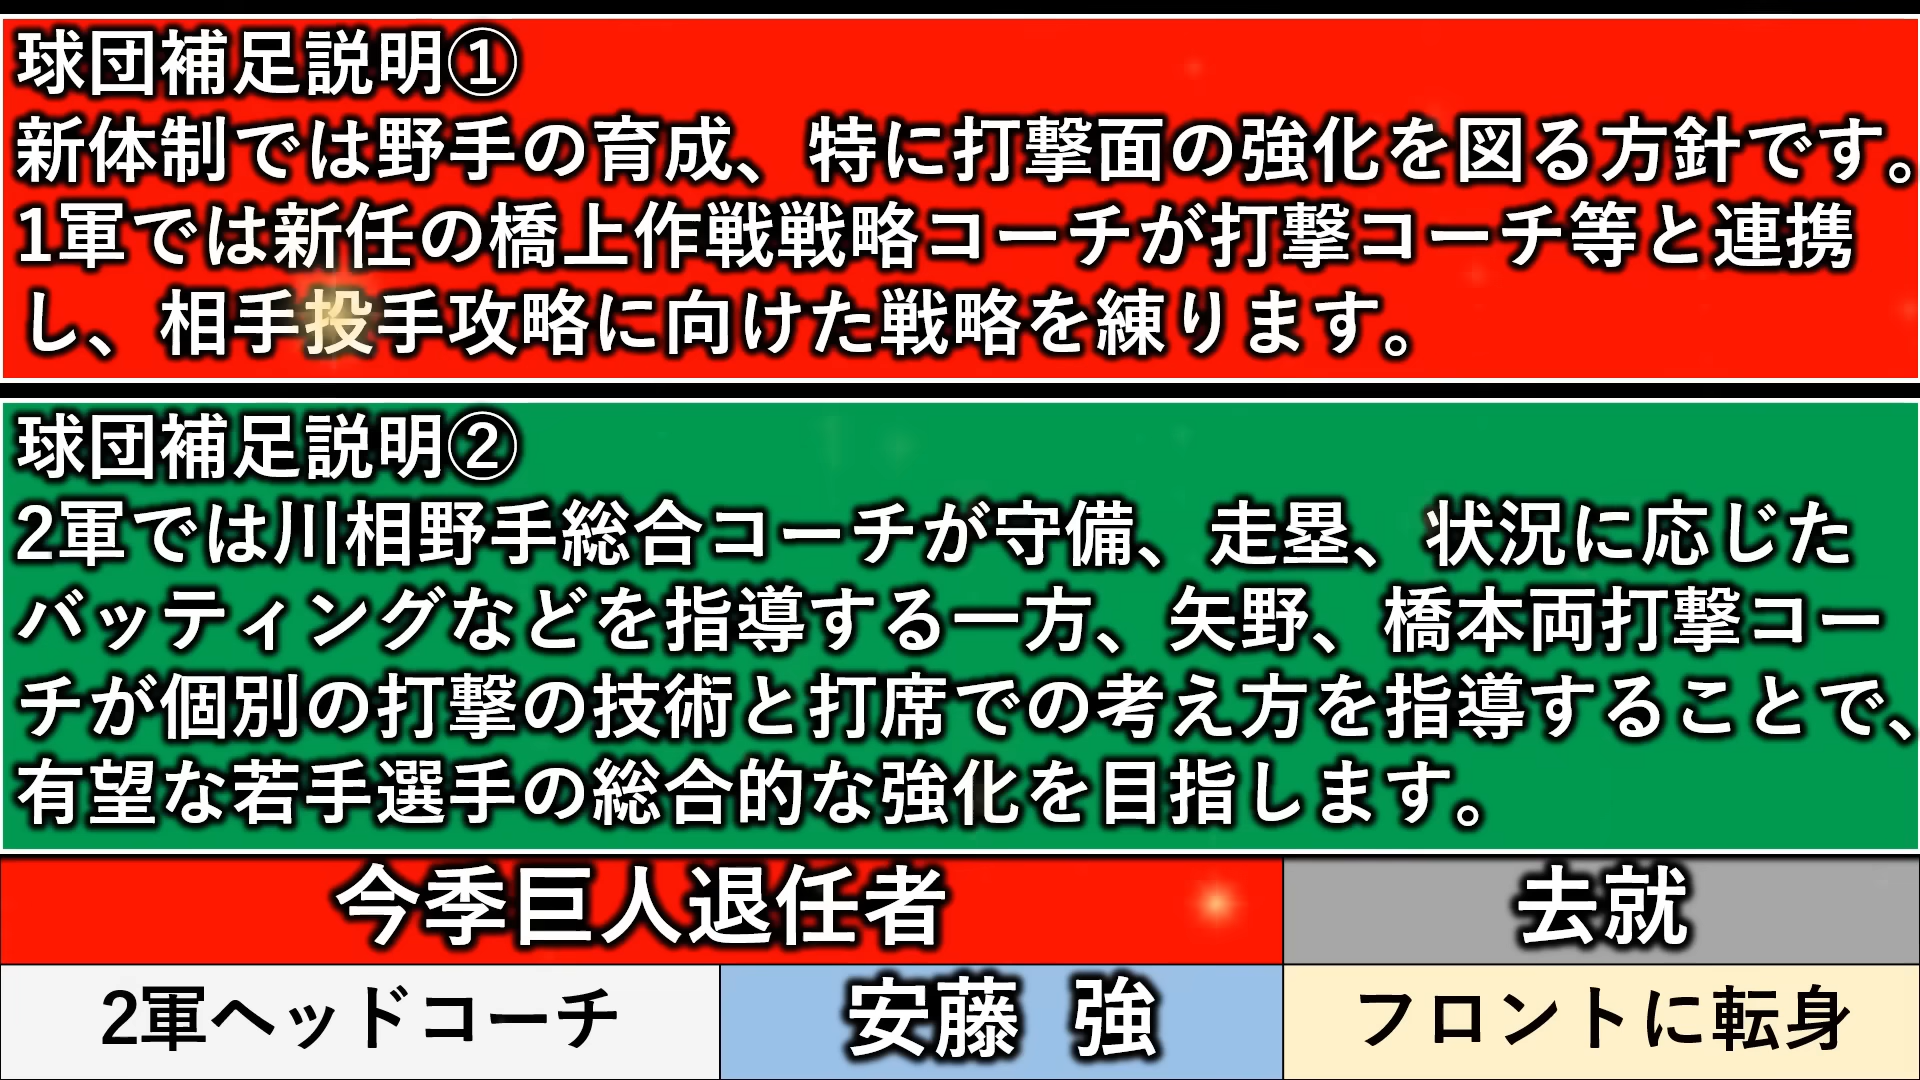 球団補足説明①
新体制では野手の育成、特に打撃面の強化を図る方針です。
1軍では新任の橋上作戦戦略コーチが打撃コーチ等と連携
し、相手投手攻略に向けた戦略を練ります。
球団補足説明②
2軍では川相野手総合コーチが守備、走塁、状況に応じた
バッティングなどを指導する一方、矢野、橋本両打撃コー
チが個別の打撃の技術と打席での考え方を指導することで、
有望な若手選手の総合的な強化を目指します。
今季巨人退任者 去就
2軍ヘッドコーチ 安藤 強 フロントに転身